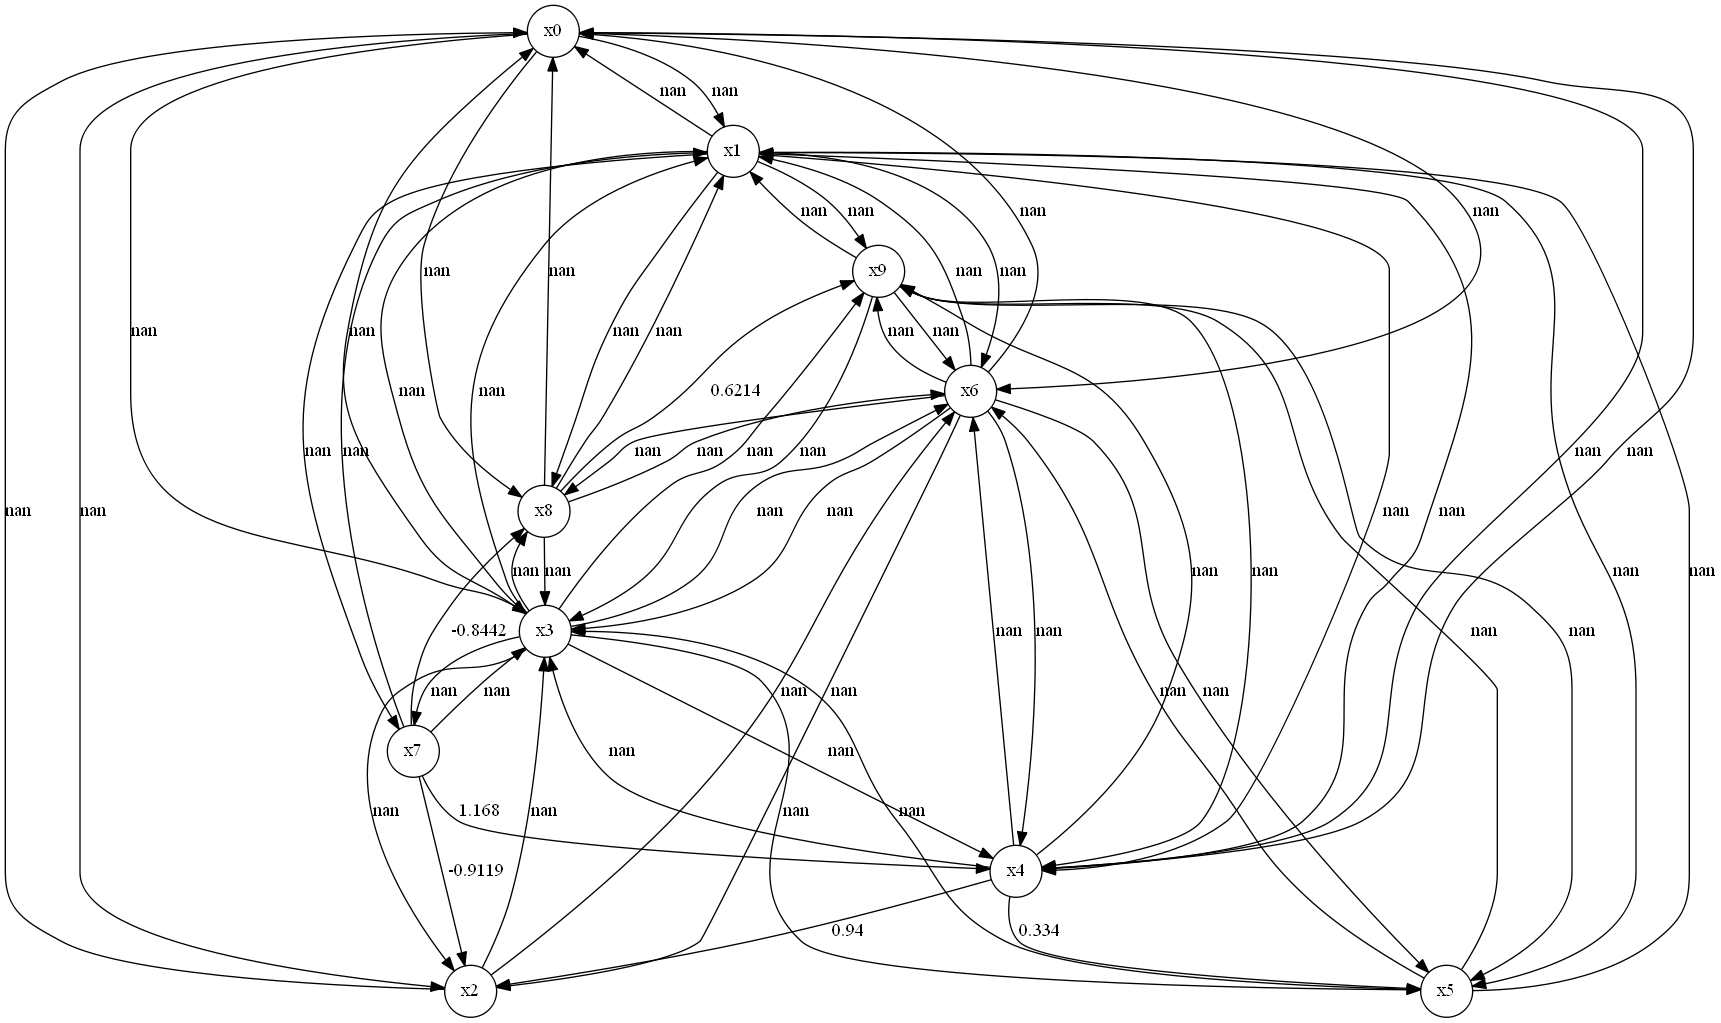 x0
nan nan
x1
nan nan nan nan
x9
nan nan nan nan
nan nan nan nan nan
x6
nan nan 0.6214
nan nan nan nan nan nan
x8
nan nan nan nan nan nan nan
nan nan nan nan nan
x3
-0.8442 nan nan nan nan
x7
nan nan nan nan nan nan
nan nan
nan nan 1.168 nan nan
x4
-0.9119
0.94 0.334
x2
x5